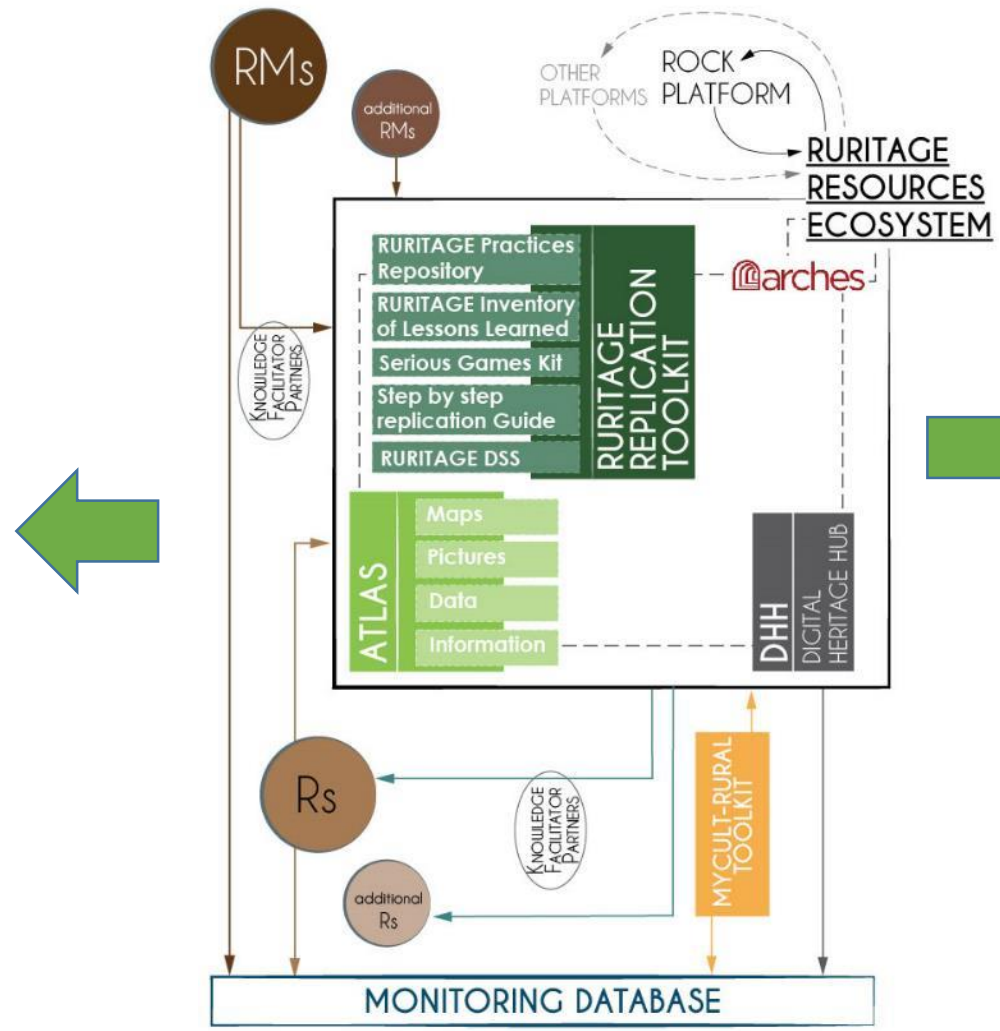 RMs
additional
RMs
OTHER
PLATFORMS
ROCK
PLATFORM
RURITAGE
RESOURCES
ECOSYSTEM
arches
RURITAGE Practices
Repository
RURITAGE Inventory
of Lessons Learned
Serious Games Kit
Step by step
replication Guide
RURITAGE DSS
RURITAGE
REPLICATION
TOOLKIT
KNOWLEDGE
FACILITATOR
PARTNERS
ATLAS
Maps
Pictures
Data
Information
DHH
DIGITAL
HERITAGE HUB
Rs
KNOWLEDGE
FACILITATOR
PARTNERS
MYCULT-RURAL
TOOLKIT
additional
Rs
MONITORING DATABASE